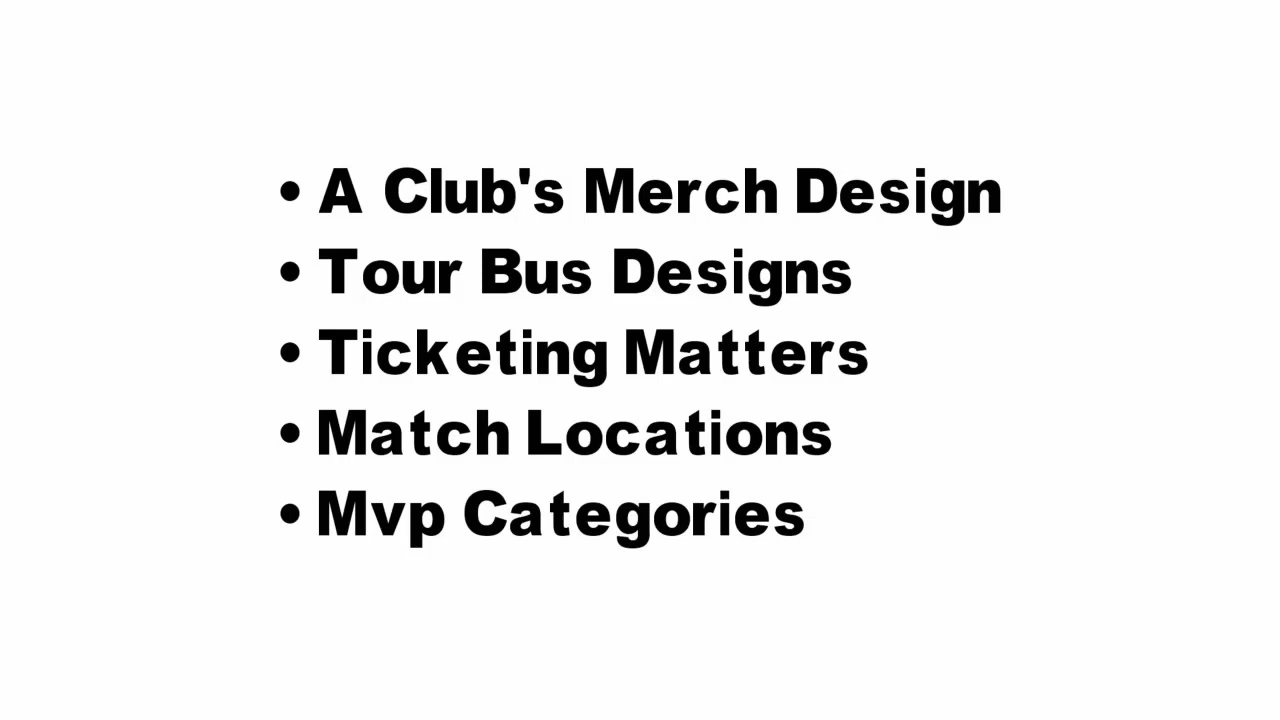 • A Club's Merch Design
• Tour Bus Designs
• Ticketing Matters
• Match Locations
• Mvp Categories